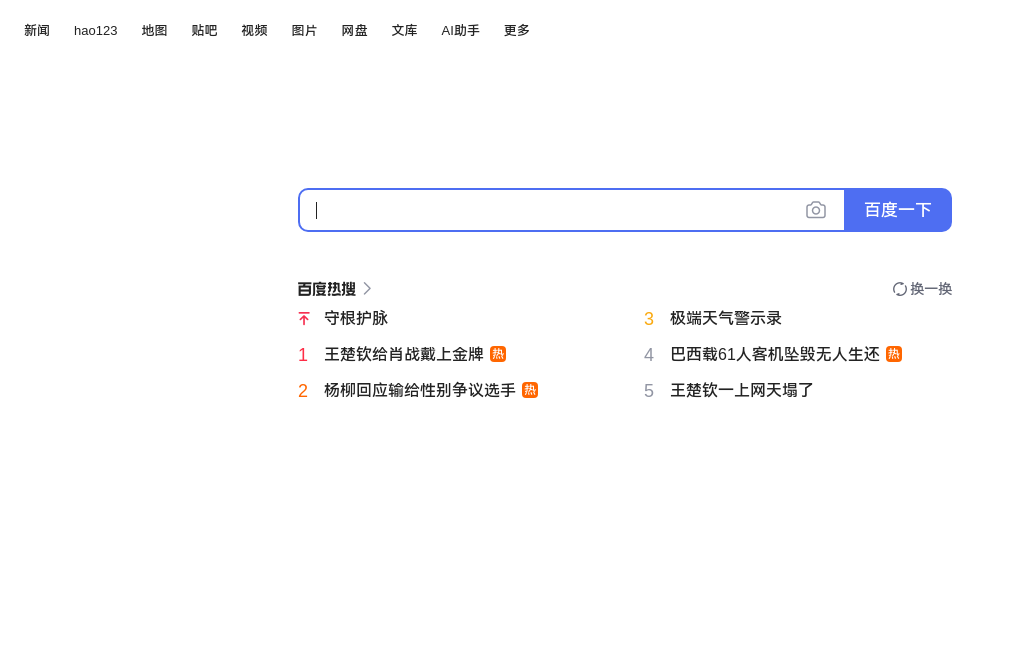 新闻 hao123 地图 贴吧 视频 图片 网盘 文库 AI助手 更多
百度一下
百度热搜 换一换
守根护脉
1 王楚钦给肖战戴上金牌 热
2 杨柳回应输给性别争议选手 热
3 极端天气警示录
4 巴西载61人客机坠毁无人生还 热
5 王楚钦一上网天塌了